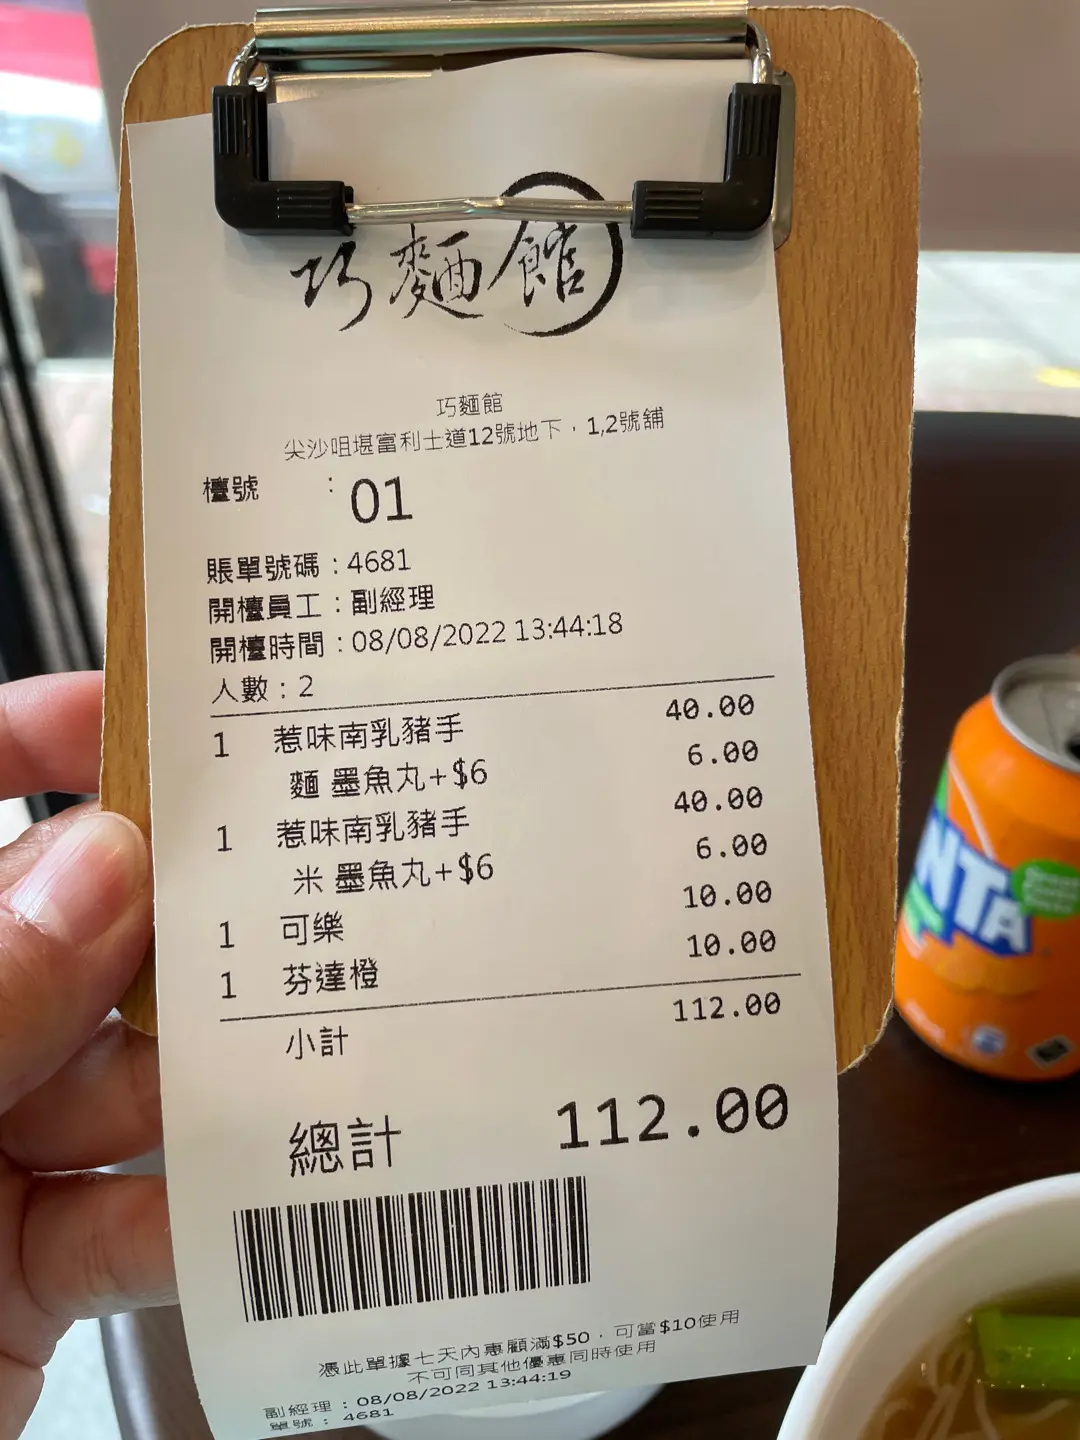 巧麵館
巧麵館
尖沙咀堪富利士道12號地下，1,2號舖
檯號 : 01
賬單號碼 : 4681
開檯員工 : 副經理
開檯時間 : 08/08/2022 13:44:18
人數 : 2
1 惹味南乳豬手 40.00
麵 墨魚丸+$6 6.00
1 惹味南乳豬手 40.00
米 墨魚丸+$6 6.00
1 可樂 10.00
1 芬達橙 10.00
小計 112.00
總計 112.00
憑此單據七天內惠顧滿$50，可當$10使用
不可同其他優惠同時使用
副經理 : 08/08/2022 13:44:19
單號 : 4681
NTA